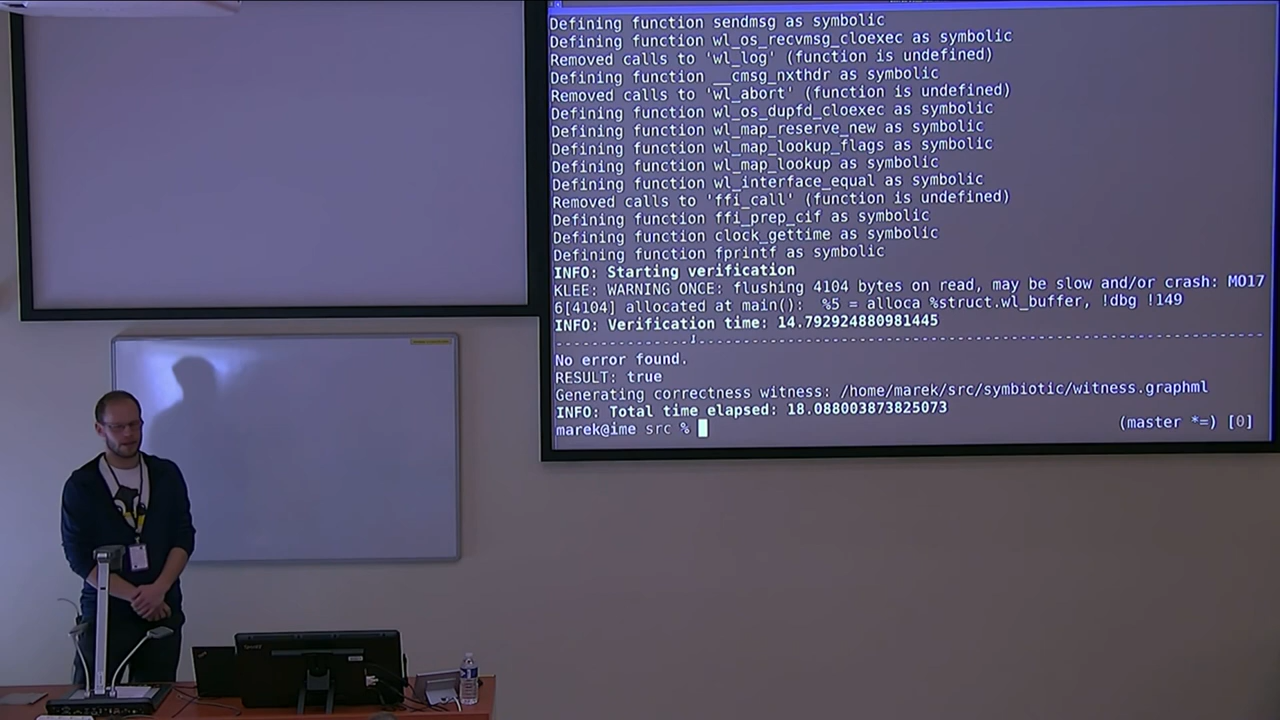 Defining function sendmsg as symbolic
Defining function wl_os_recvmsg_cloexec as symbolic
Removed calls to 'wl_log' (function is undefined)
Defining function __cmsg_nxthdr as symbolic
Removed calls to 'wl_abort' (function is undefined)
Defining function wl_os_dupfd_cloexec as symbolic
Defining function wl_map_reserve_new as symbolic
Defining function wl_map_lookup_flags as symbolic
Defining function wl_map_lookup as symbolic
Defining function wl_interface_equal as symbolic
Removed calls to 'ffi_call' (function is undefined)
Defining function ffi_prep_cif as symbolic
Defining function clock_gettime as symbolic
Defining function fprintf as symbolic
INFO: Starting verification
KLEE: WARNING ONCE: flushing 4104 bytes on read, may be slow and/or crash: MO17
6[4104] allocated at main():  %5 = alloca %struct.wl_buffer, !dbg !149
INFO: Verification time: 14.792924880981445
--------------------------------------------------------------------------------
No error found.
RESULT: true
Generating correctness witness: /home/marek/src/symbiotic/witness.graphml
INFO: Total time elapsed: 18.088003873825073
marek@ime src % (master *=) [0]